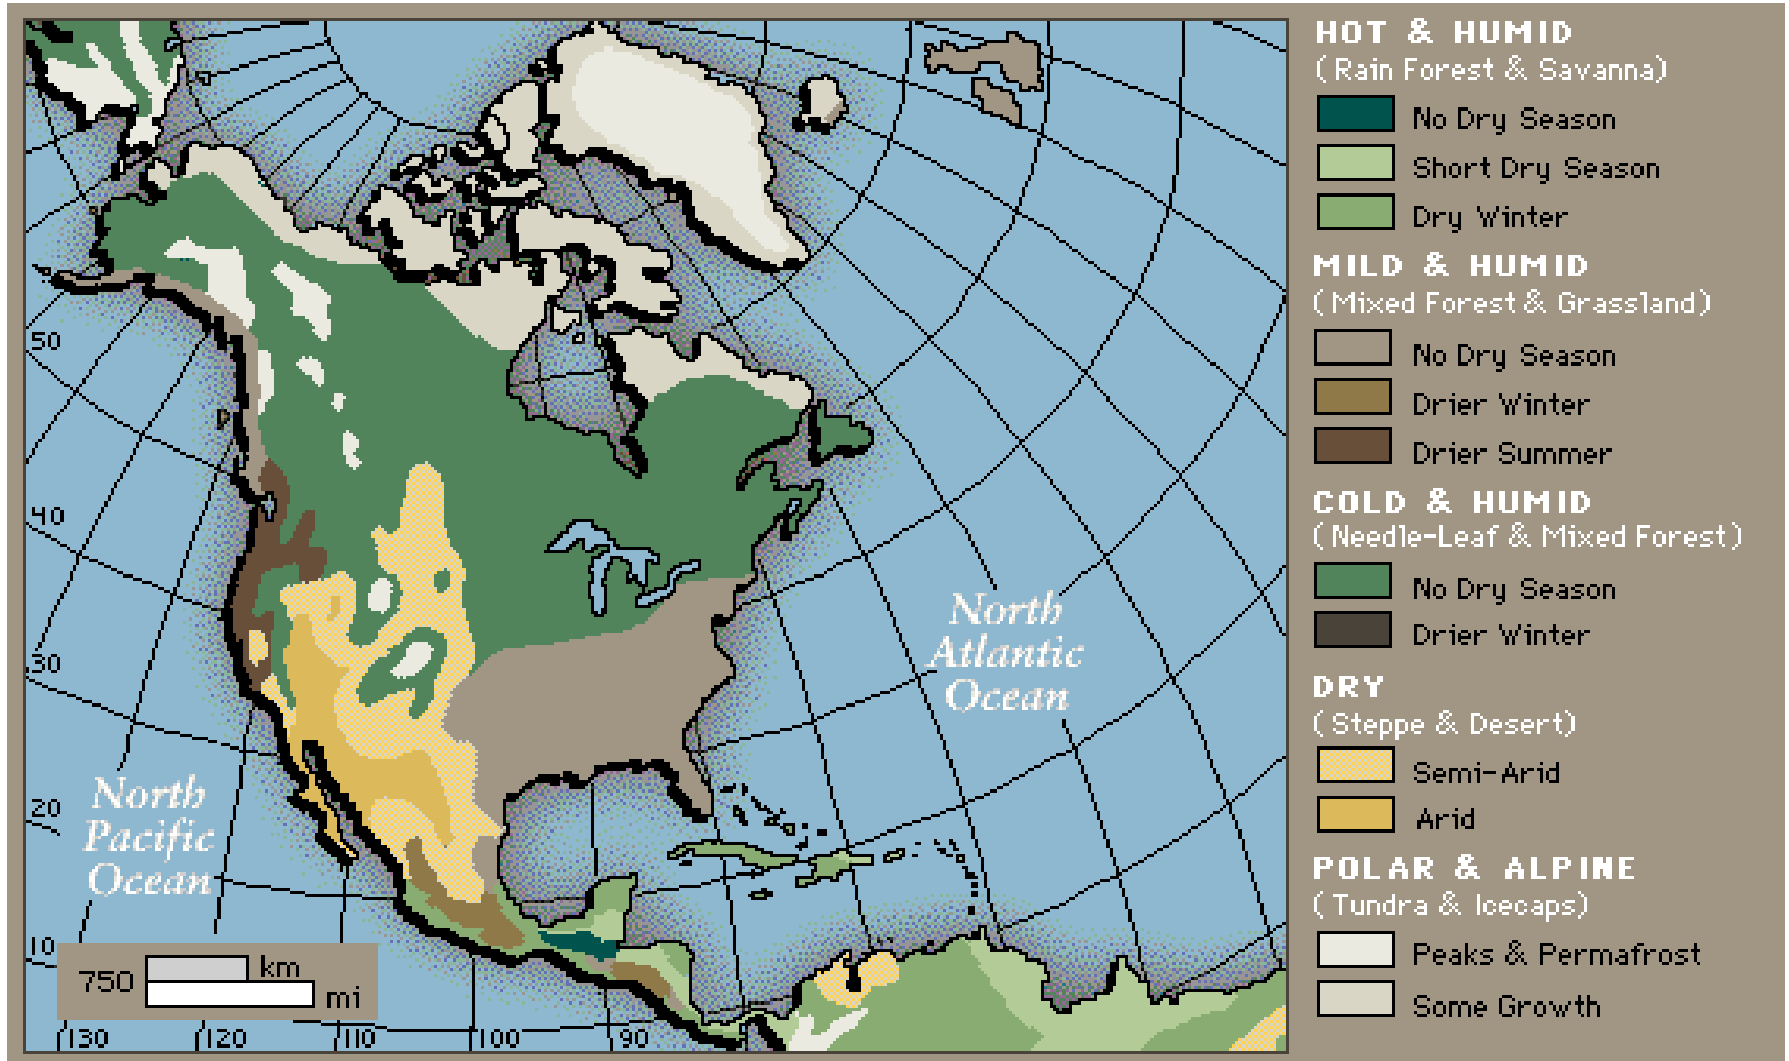 HOT & HUMID
(Rain Forest & Savanna)
No Dry Season
Short Dry Season
Dry Winter
MILD & HUMID
(Mixed Forest & Grassland)
No Dry Season
Drier Winter
Drier Summer
COLD & HUMID
(Needle-Leaf & Mixed Forest)
No Dry Season
Drier Winter
DRY
(Steppe & Desert)
Semi-Arid
Arid
POLAR & ALPINE
(Tundra & Icecaps)
Peaks & Permafrost
Some Growth
50
40
30
20
10
North
Atlantic
Ocean
North
Pacific
Ocean
750 km
mi
130 120 110 100 90